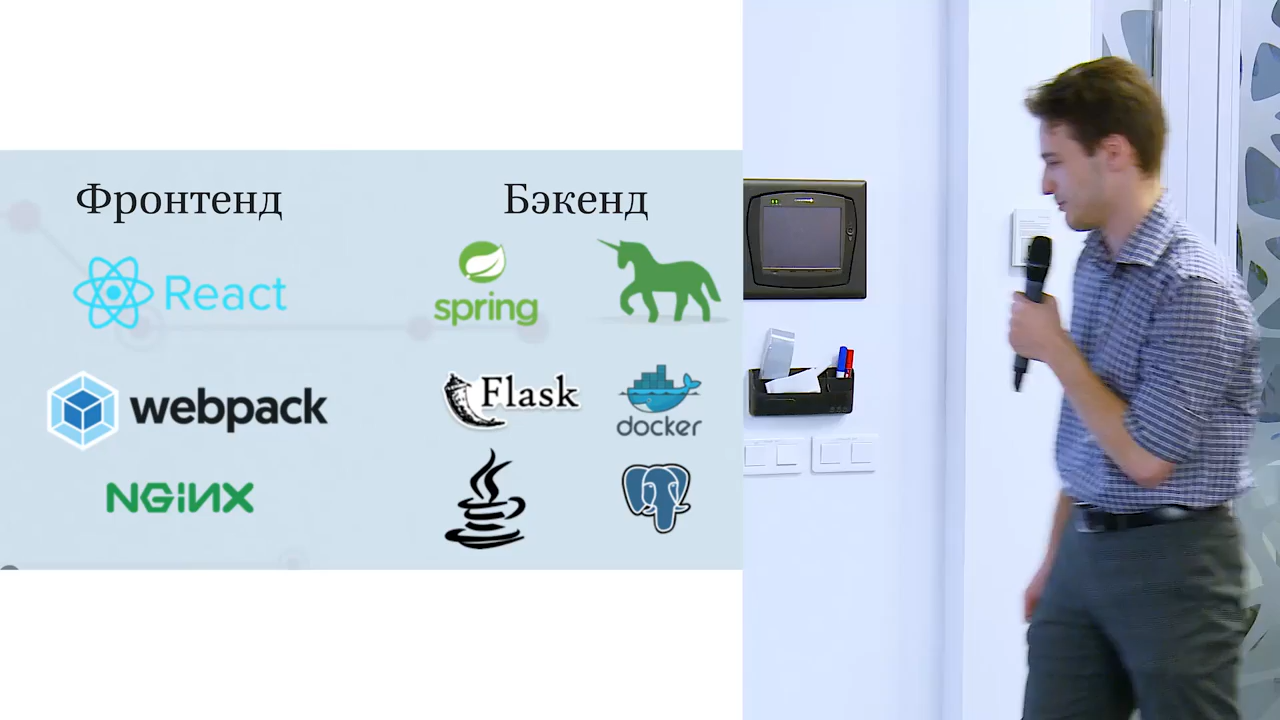 Фронтенд
React
webpack
NGiNX
Бэкенд
spring
Flask
docker